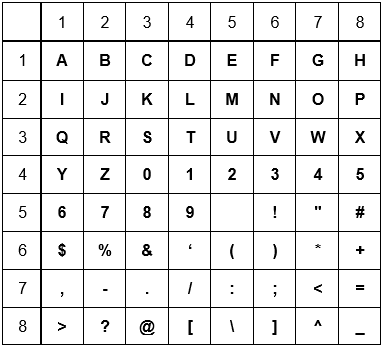 1 2 3 4 5 6 7 8
1 A B C D E F G H
2 I J K L M N O P
3 Q R S T U V W X
4 Y Z 0 1 2 3 4 5
5 6 7 8 9 ! " #
6 $ % & ‘ ( ) * +
7 , - . / : ; < =
8 > ? @ [ \ ] ^ _